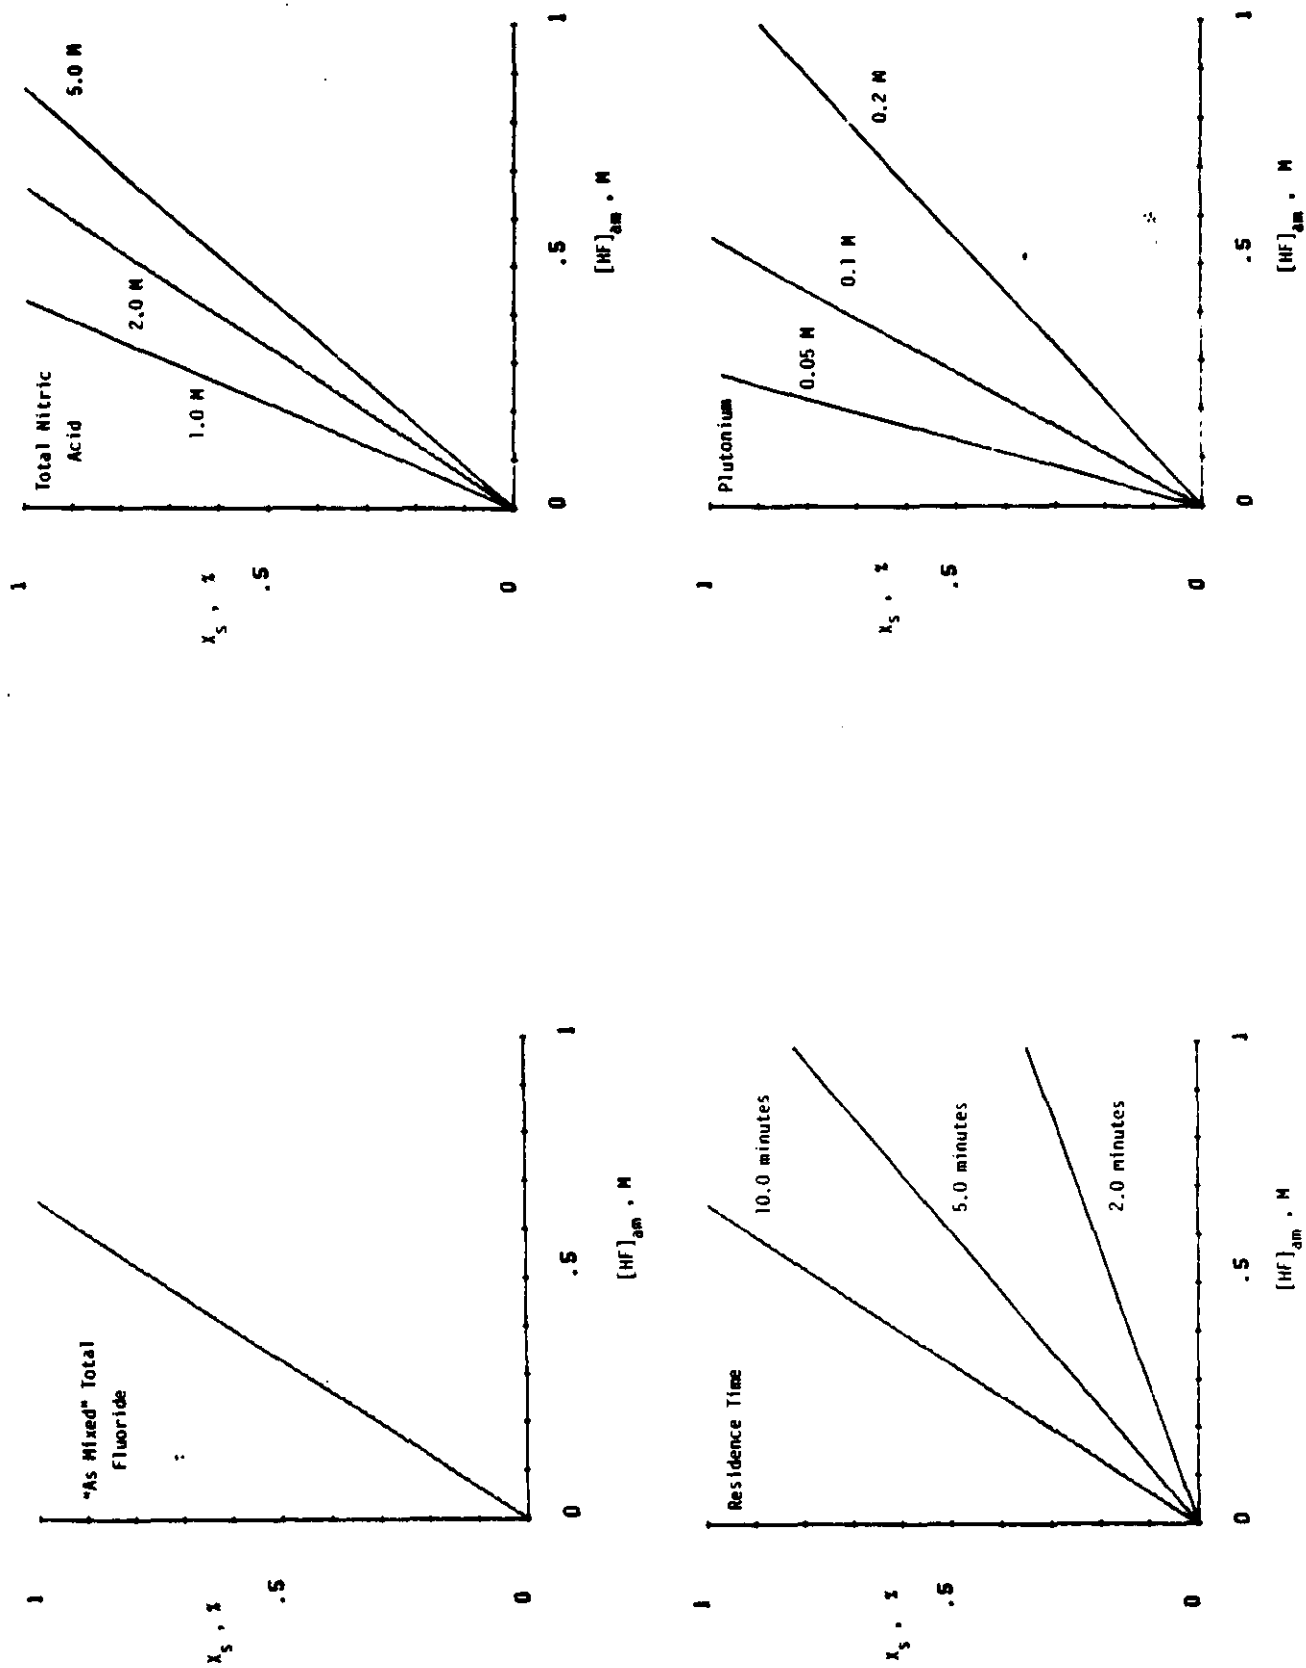 "As Mixed" Total
Fluoride
1
X_s , %
.5
0
0
.5
1
[HF]_am , M
Total Nitric
Acid
1.0 M
2.0 M
5.0 M
1
X_s , %
.5
0
0
.5
1
[HF]_am , M
Residence Time
10.0 minutes
5.0 minutes
2.0 minutes
1
X_s , %
.5
0
0
.5
1
[HF]_am , M
Plutonium
0.05 M
0.1 M
0.2 M
1
X_s , %
.5
0
0
.5
1
[HF]_am , M